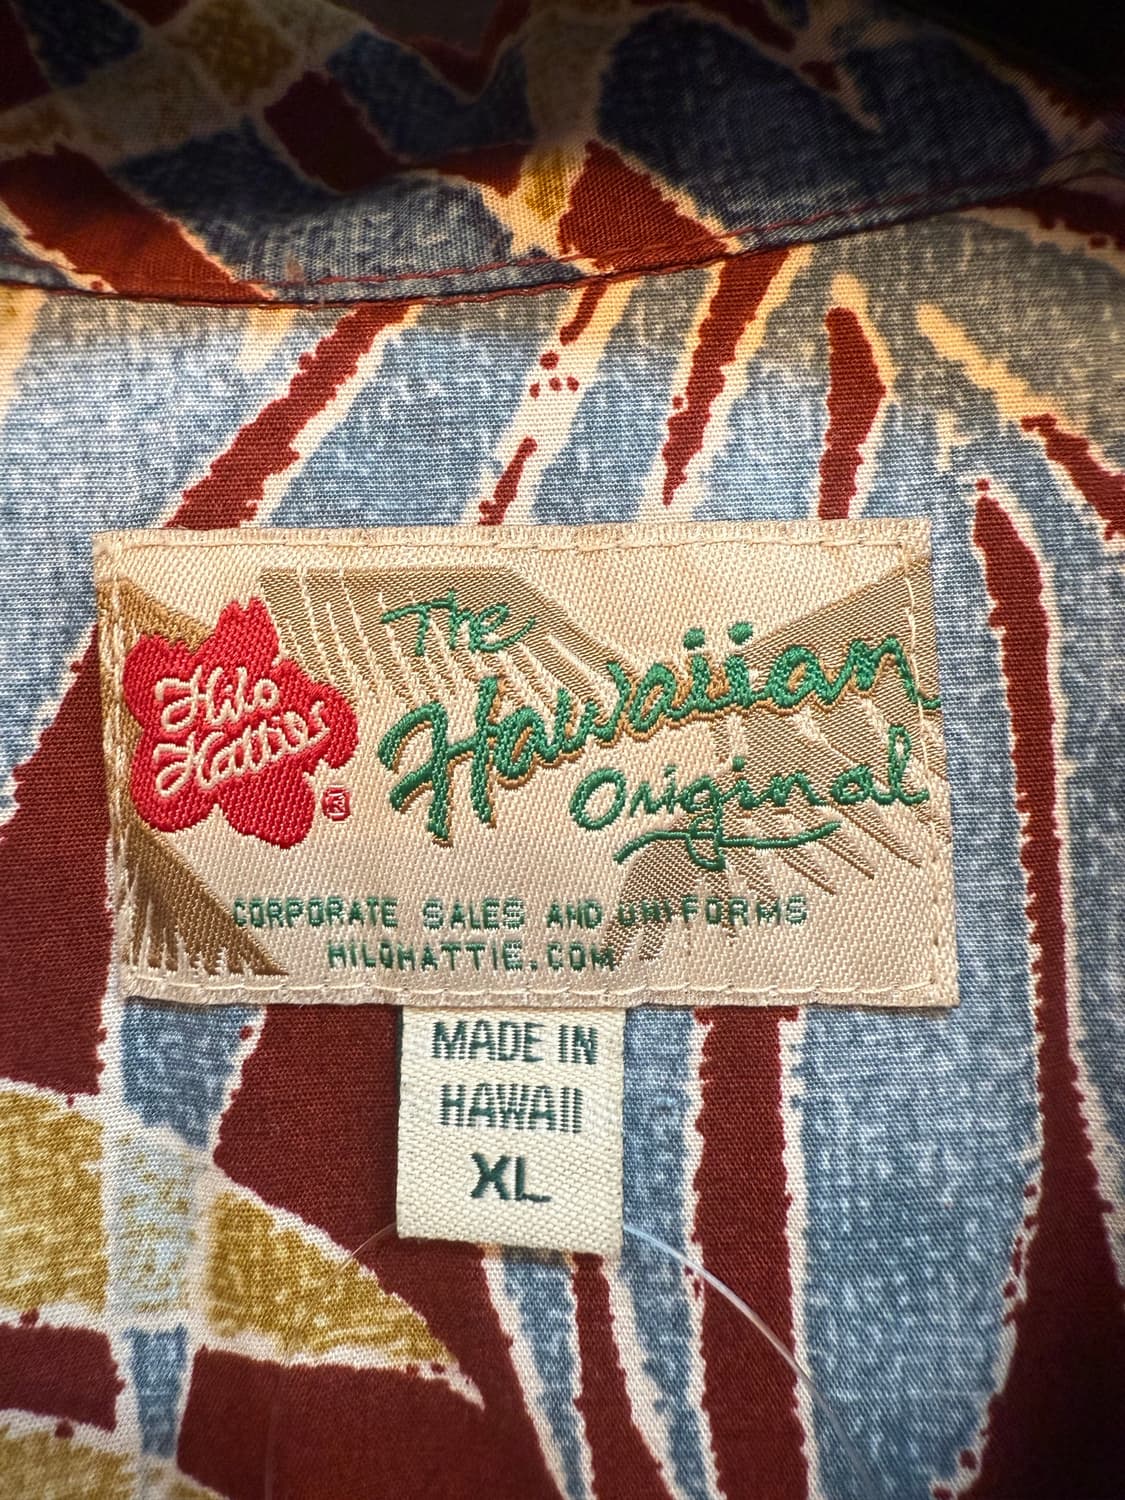 Hilo
Hattie®
The
Hawaiian
Original
CORPORATE SALES AND UNIFORMS
HILOHATTIE.COM
MADE IN
HAWAII
XL